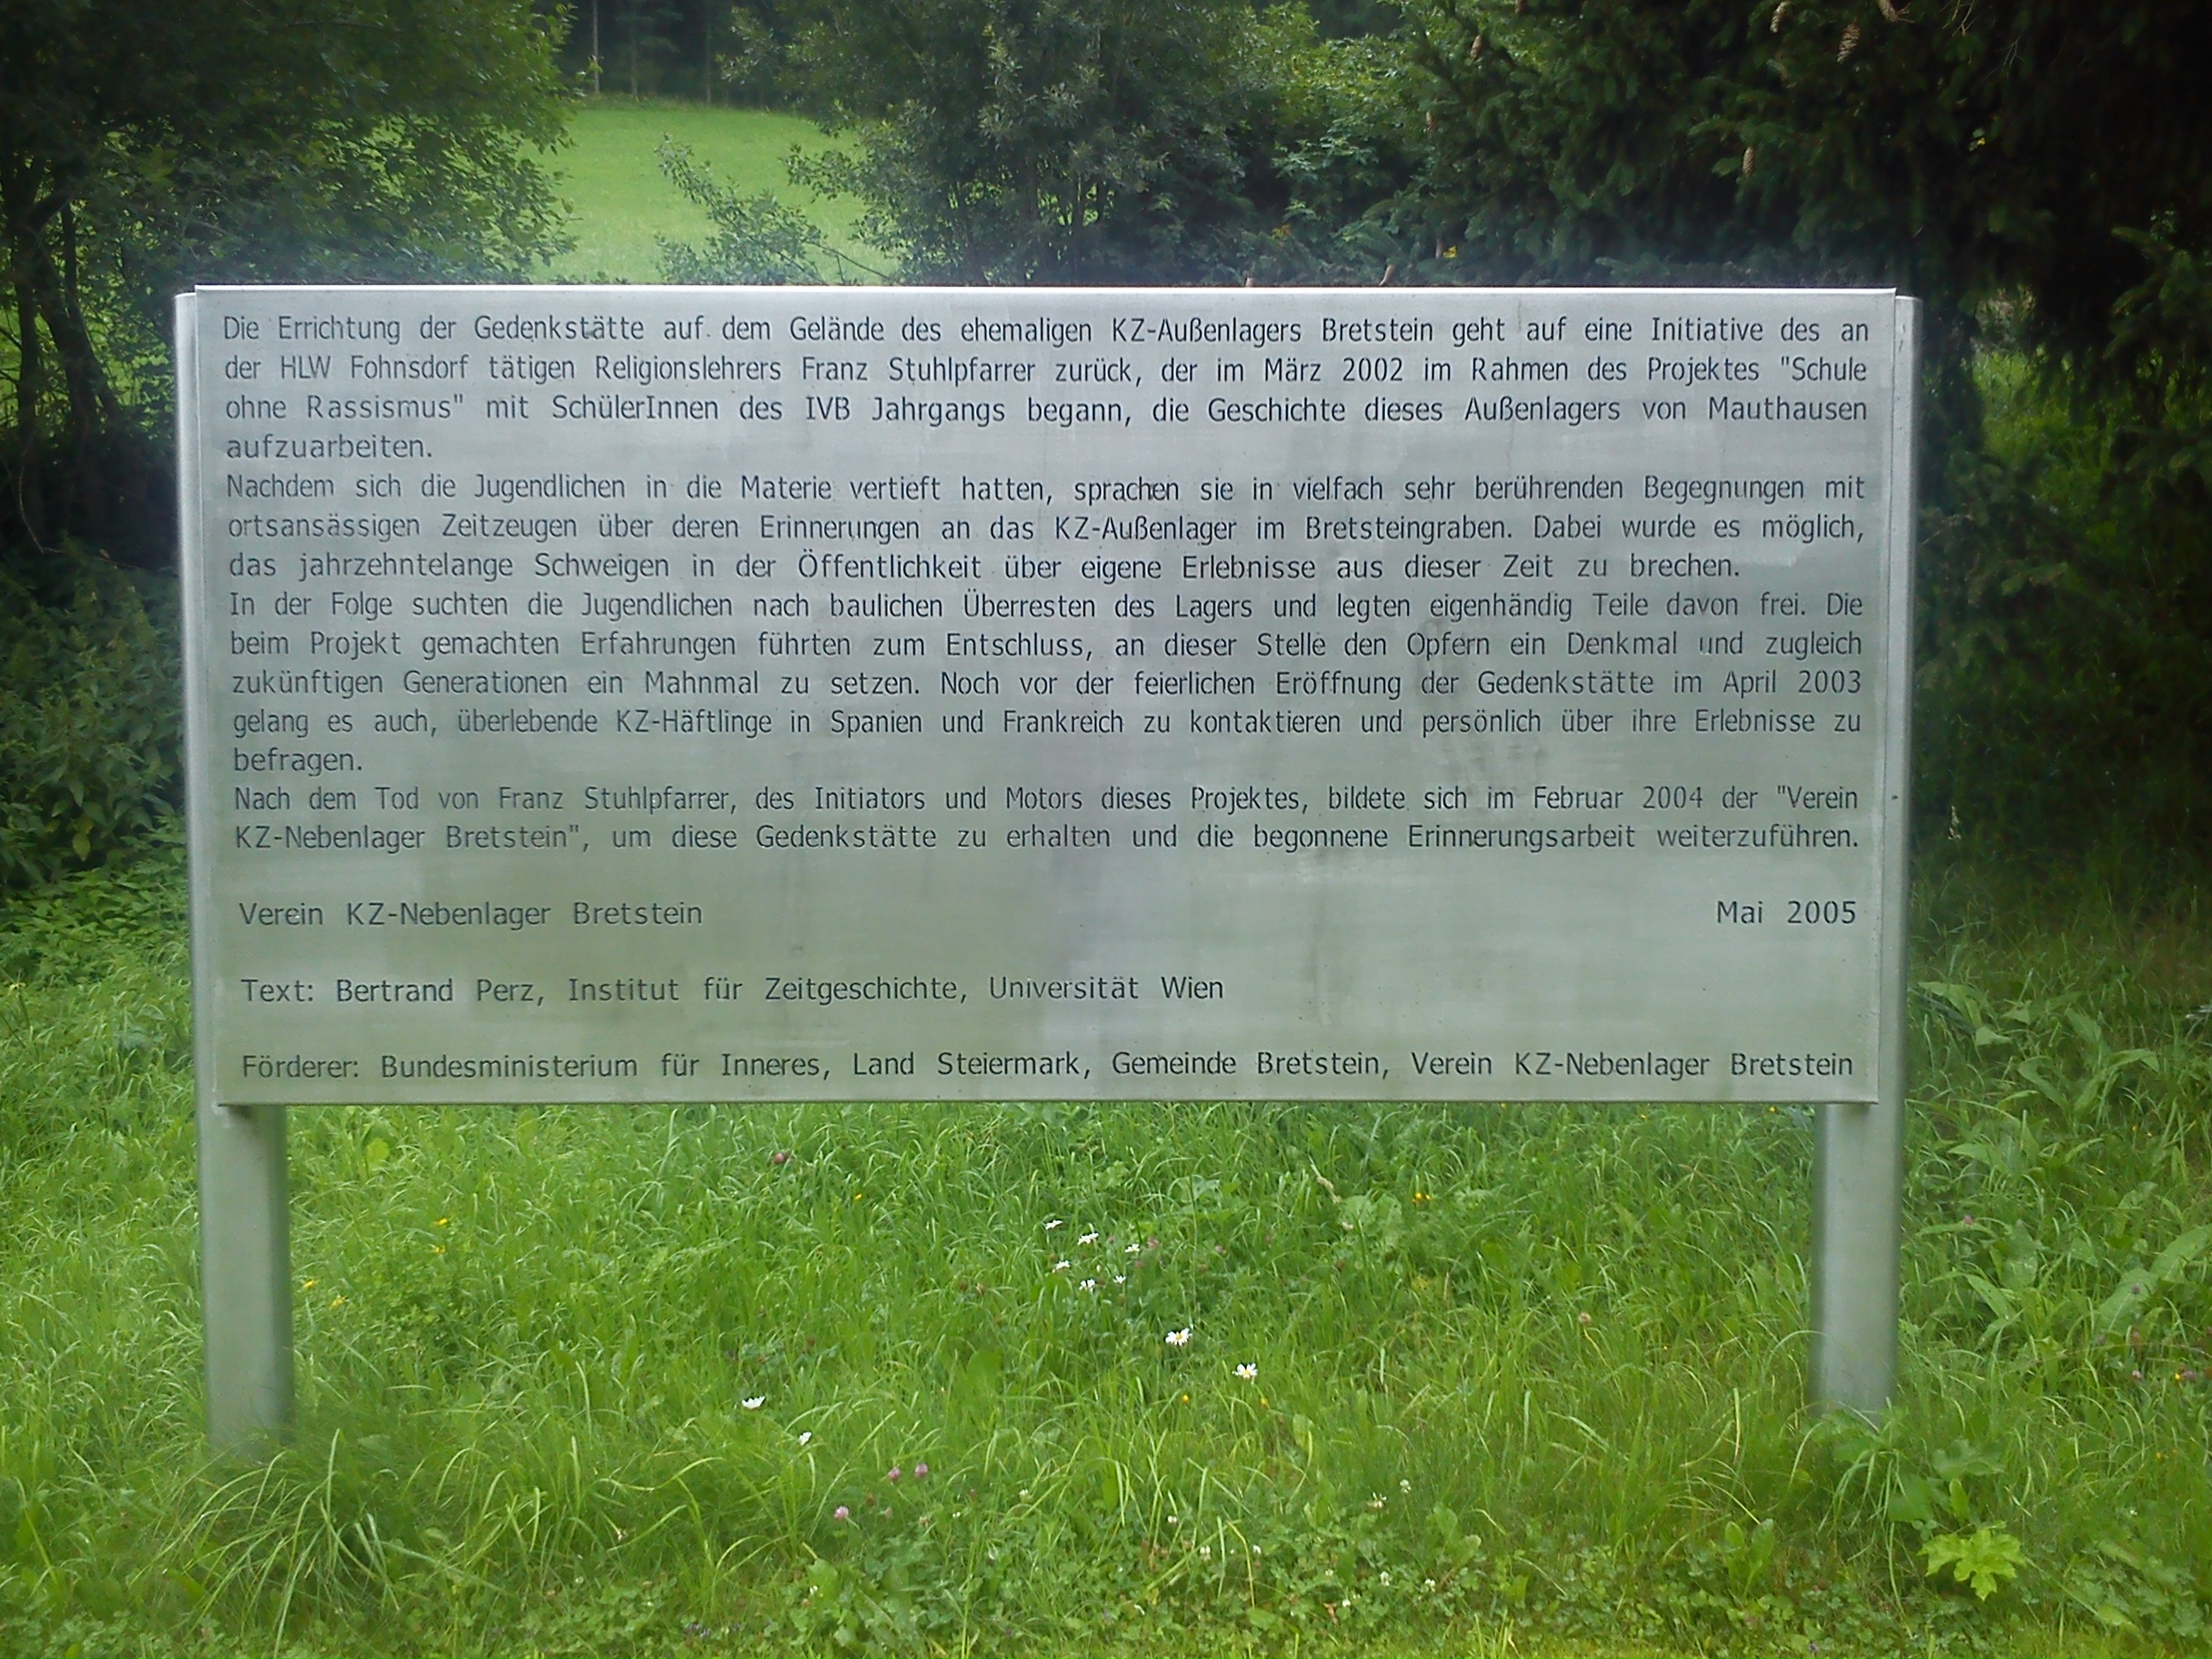 Die Errichtung der Gedenkstätte auf dem Gelände des ehemaligen KZ-Außenlagers Bretstein geht auf eine Initiative des an
der HLW Fohnsdorf tätigen Religionslehrers Franz Stuhlpfarrer zurück, der im März 2002 im Rahmen des Projektes "Schule
ohne Rassismus" mit SchülerInnen des IVB Jahrgangs begann, die Geschichte dieses Außenlagers von Mauthausen
aufzuarbeiten.
Nachdem sich die Jugendlichen in die Materie vertieft hatten, sprachen sie in vielfach sehr berührenden Begegnungen mit
ortsansässigen Zeitzeugen über deren Erinnerungen an das KZ-Außenlager im Bretsteingraben. Dabei wurde es möglich,
das jahrzehntelange Schweigen in der Öffentlichkeit über eigene Erlebnisse aus dieser Zeit zu brechen.
In der Folge suchten die Jugendlichen nach baulichen Überresten des Lagers und legten eigenhändig Teile davon frei. Die
beim Projekt gemachten Erfahrungen führten zum Entschluss, an dieser Stelle den Opfern ein Denkmal und zugleich
zukünftigen Generationen ein Mahnmal zu setzen. Noch vor der feierlichen Eröffnung der Gedenkstätte im April 2003
gelang es auch, überlebende KZ-Häftlinge in Spanien und Frankreich zu kontaktieren und persönlich über ihre Erlebnisse zu
befragen.
Nach dem Tod von Franz Stuhlpfarrer, des Initiators und Motors dieses Projektes, bildete sich im Februar 2004 der "Verein
KZ-Nebenlager Bretstein", um diese Gedenkstätte zu erhalten und die begonnene Erinnerungsarbeit weiterzuführen.
Verein KZ-Nebenlager Bretstein Mai 2005
Text: Bertrand Perz, Institut für Zeitgeschichte, Universität Wien
Förderer: Bundesministerium für Inneres, Land Steiermark, Gemeinde Bretstein, Verein KZ-Nebenlager Bretstein